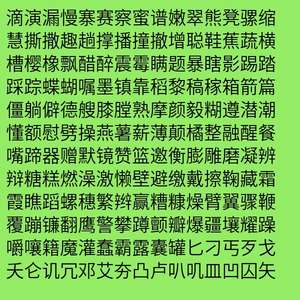 滴演漏慢寨赛察蜜谱嫩翠熊凳骡缩
慧撕撒趣趟撑播撞撤增聪鞋蕉蔬横
槽樱橡飘醋醉震霉瞒题暴瞎影踢踏
踩踪蝶蝴嘱墨镇靠稻黎稿稼箱箭篇
僵躺僻德艘膝膛熟摩颜毅糊遵潜潮
懂额慰劈操燕薯薪薄颠橘整融醒餐
嘴蹄器赠默镜赞篮邀衡膨雕磨凝辨
辩糖糕燃澡激懒壁避缴戴擦鞠藏霜
霞瞧蹈螺穗繁辫赢糟糠燥臂翼骤鞭
覆蹦镰翻鹰警攀蹲颤瓣爆疆壤耀躁
嚼嚷籍魔灌蠢霸露囊罐匕刁丐歹戈
夭仑讥冗邓艾夯凸卢叭叽皿凹囚矢